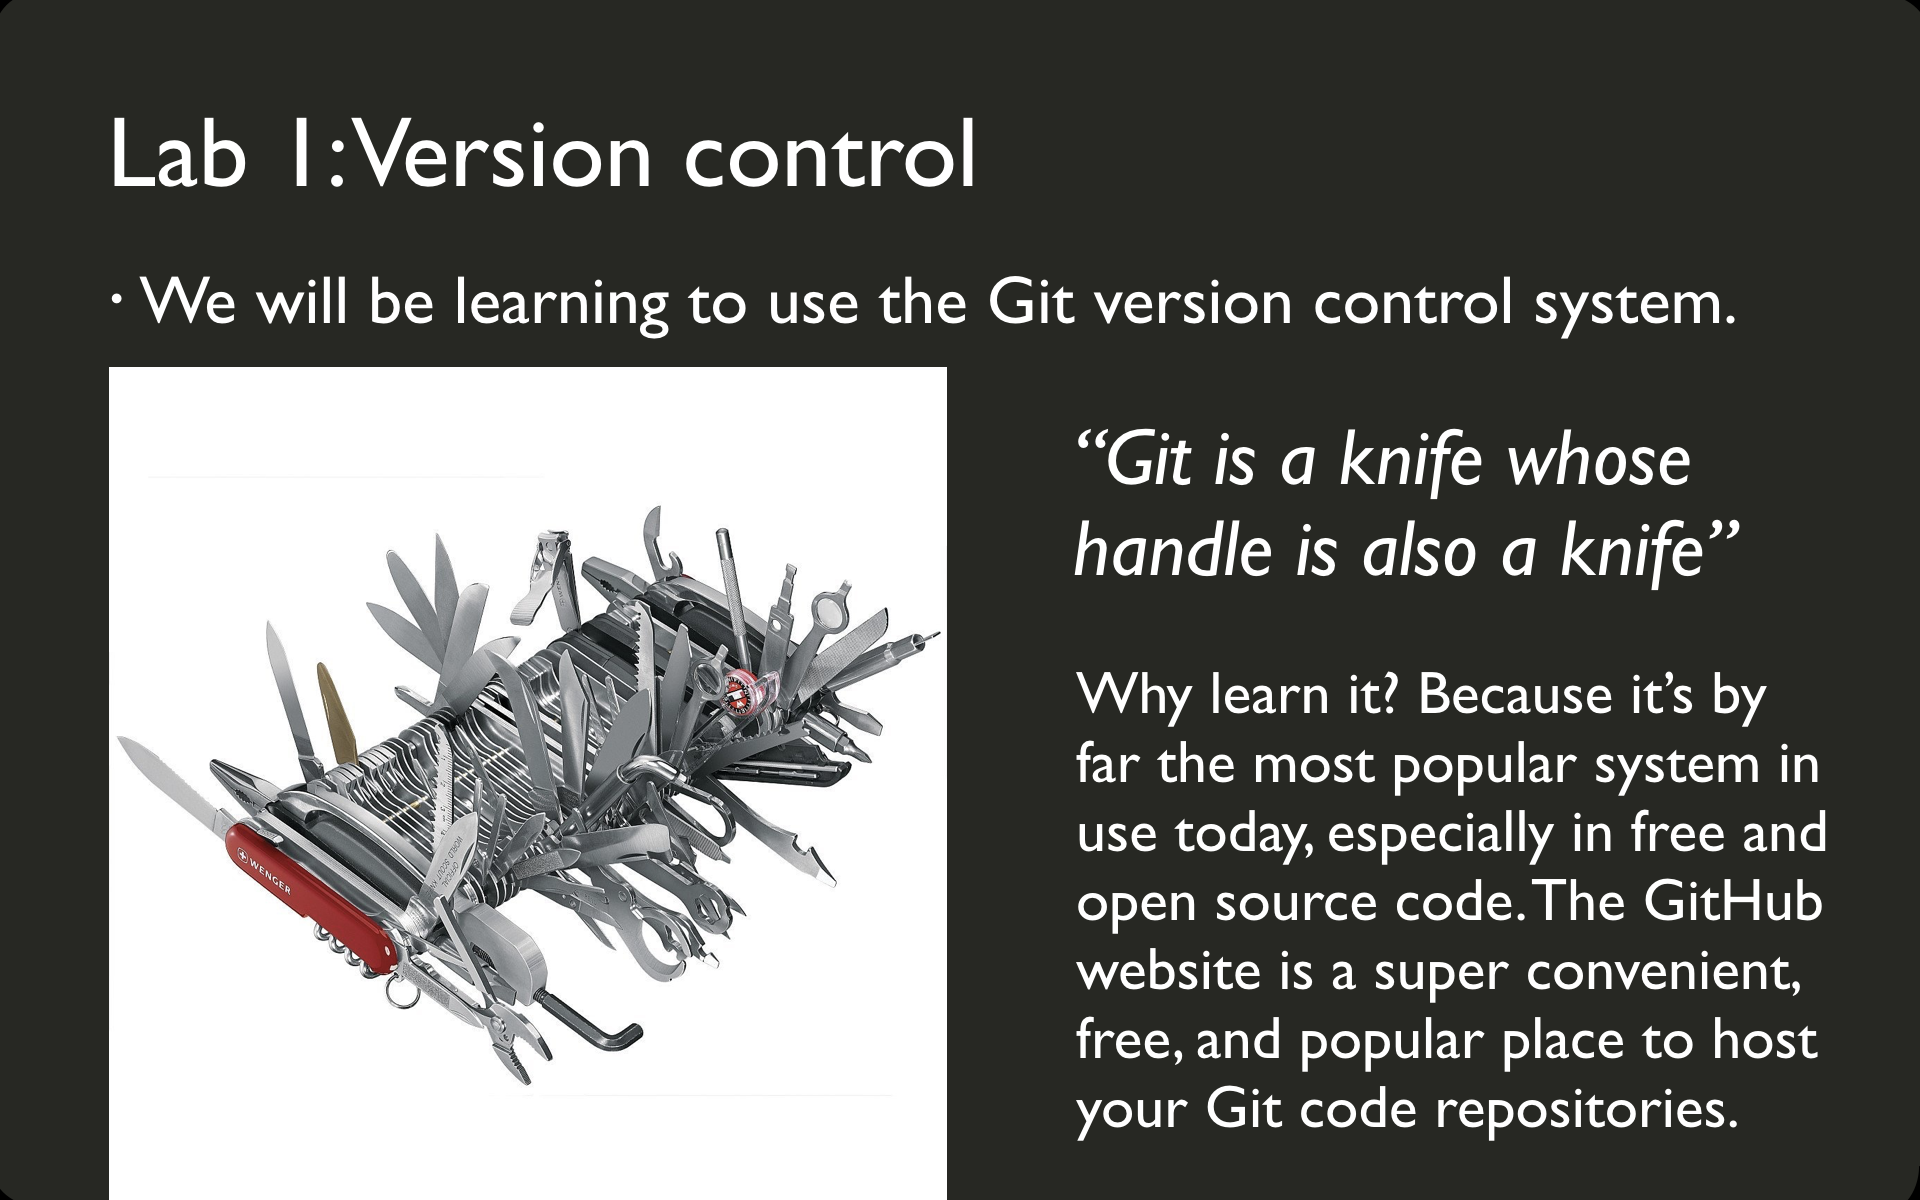 Lab 1: Version control
• We will be learning to use the Git version control system.
“Git is a knife whose
handle is also a knife”
Why learn it? Because it’s by
far the most popular system in
use today, especially in free and
open source code. The GitHub
website is a super convenient,
free, and popular place to host
your Git code repositories.
WENGER